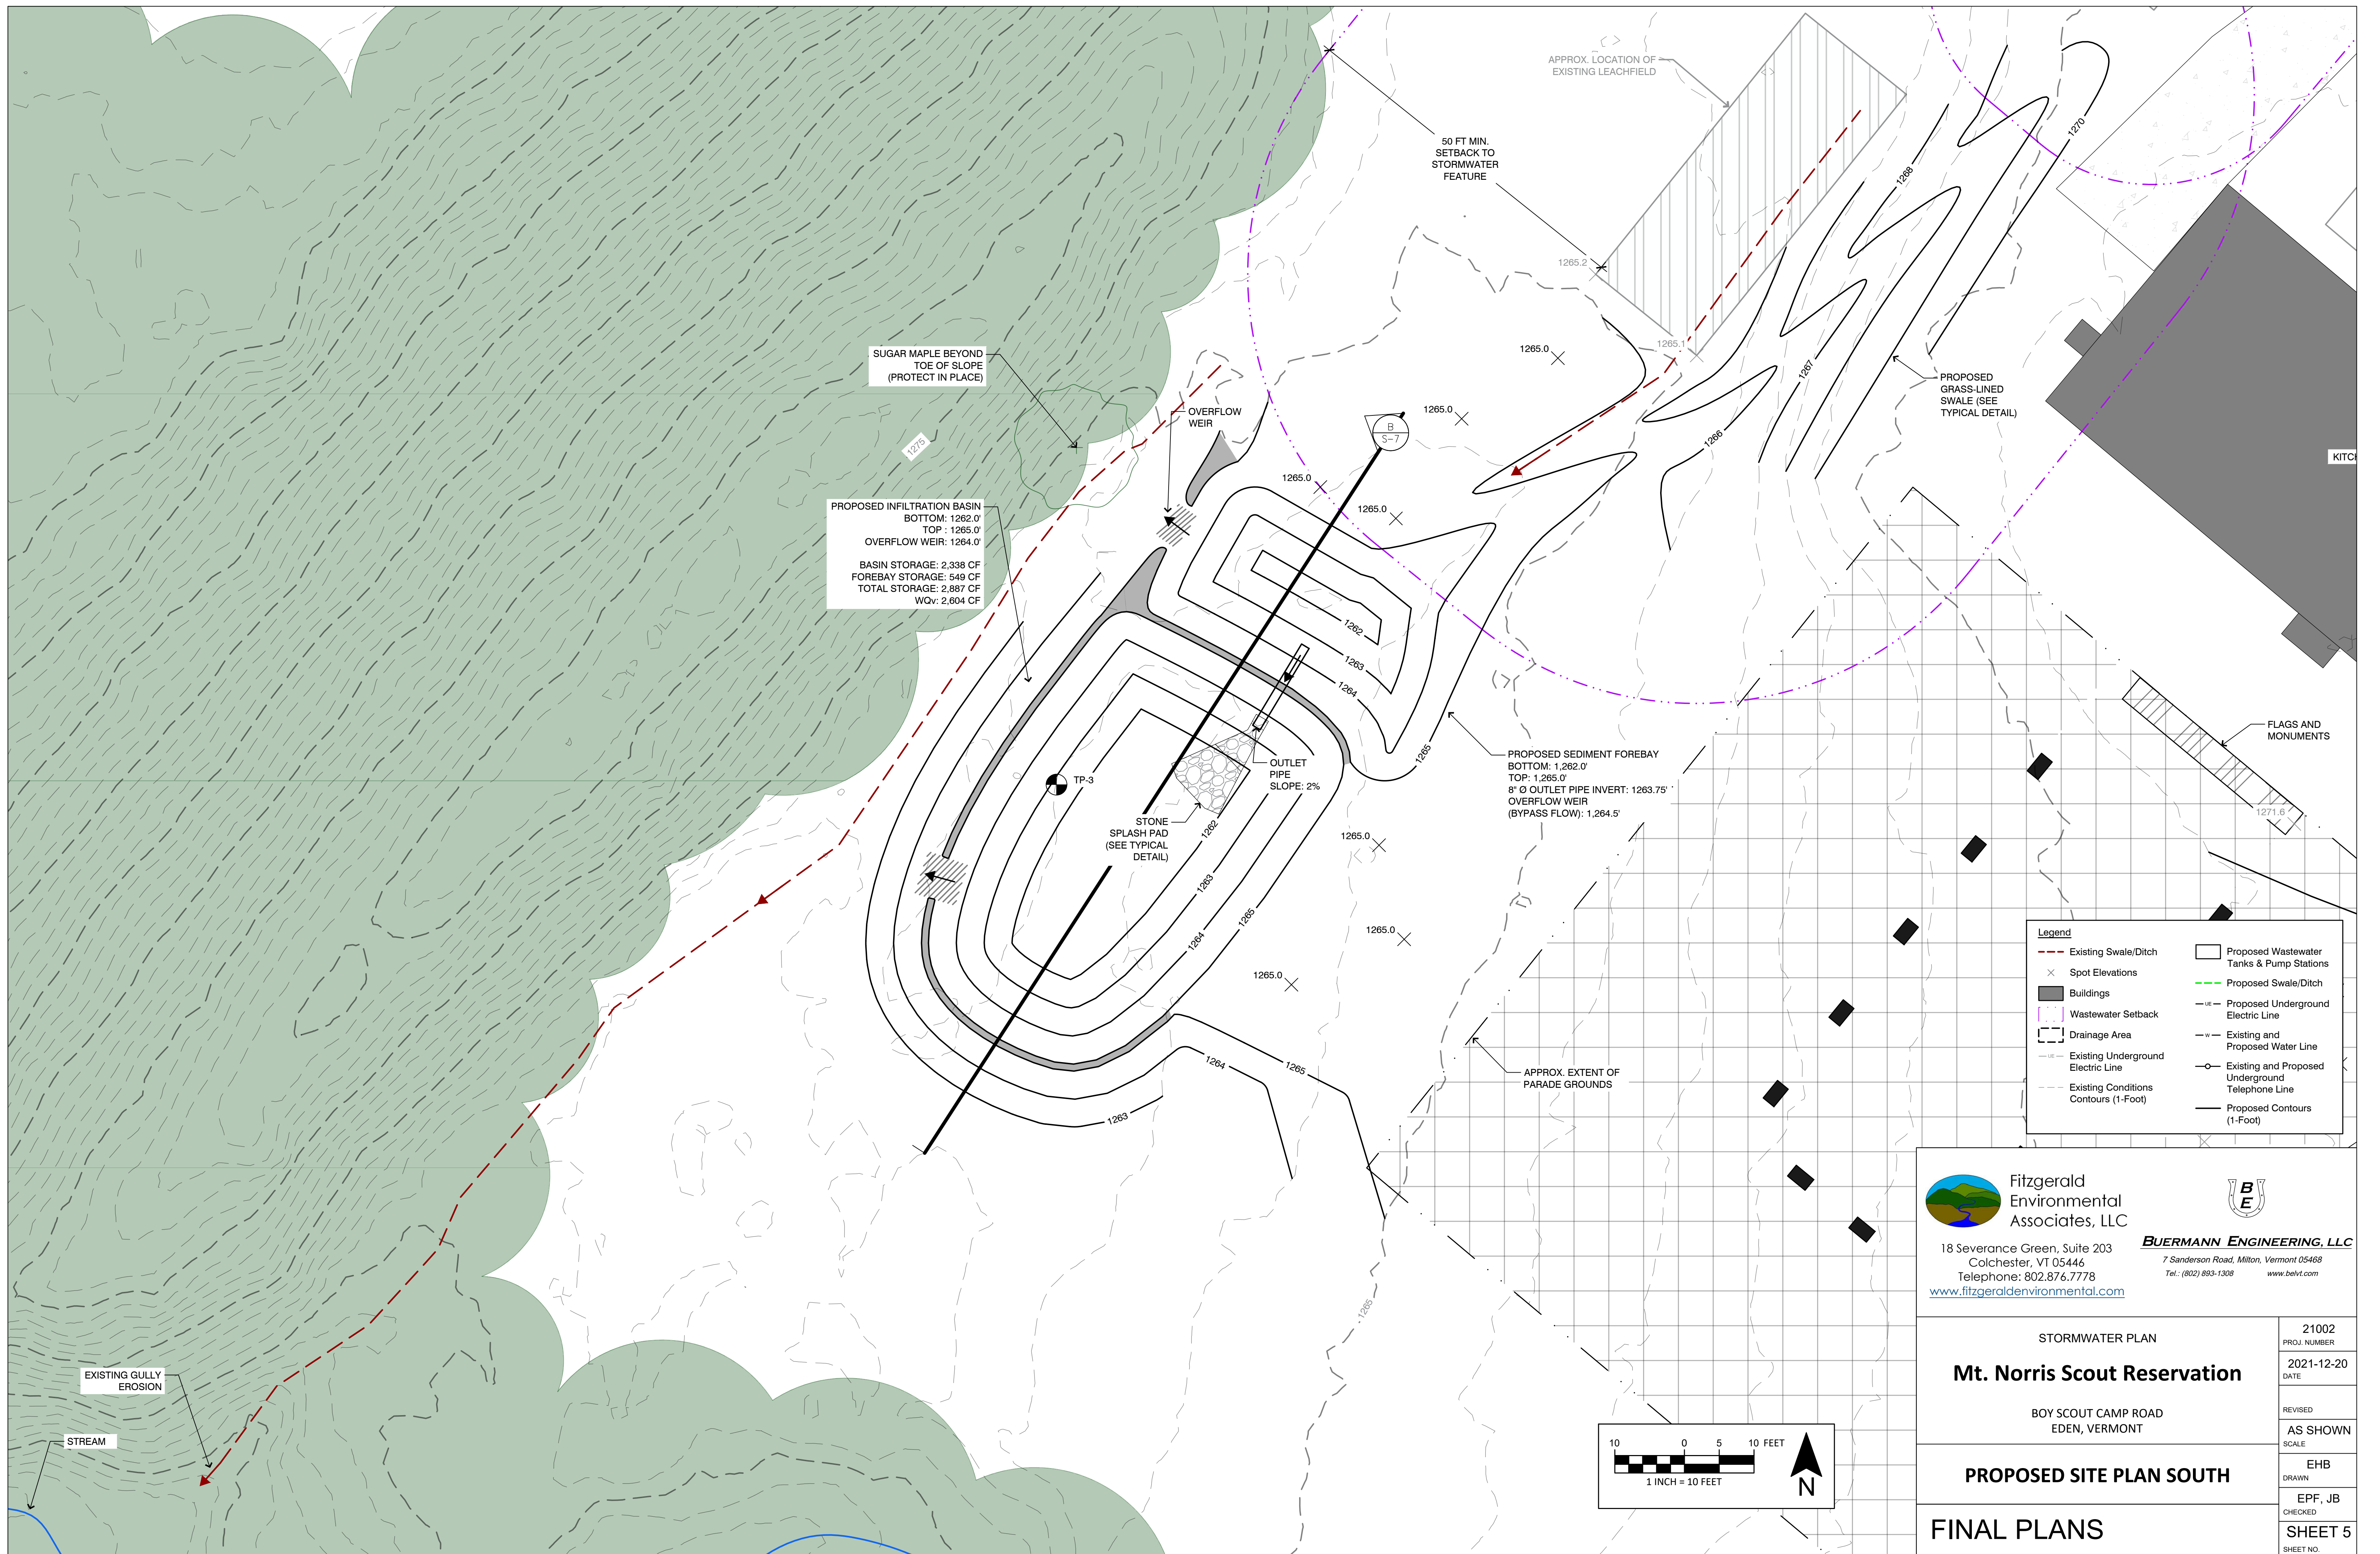 APPROX. LOCATION OF
EXISTING LEACHFIELD
50 FT MIN.
SETBACK TO
STORMWATER
FEATURE
1270
1268
1265.2
1265.1
1267
1266
1265.0
1265.0
1265.0
1265.0
SUGAR MAPLE BEYOND
TOE OF SLOPE
(PROTECT IN PLACE)
OVERFLOW
WEIR
B
S-7
PROPOSED
GRASS-LINED
SWALE (SEE
TYPICAL DETAIL)
1275
KITCH
PROPOSED INFILTRATION BASIN
BOTTOM: 1262.0'
TOP : 1265.0'
OVERFLOW WEIR: 1264.0'
BASIN STORAGE: 2,338 CF
FOREBAY STORAGE: 549 CF
TOTAL STORAGE: 2,887 CF
WQv: 2,604 CF
1262
1263
1264
1265
FLAGS AND
MONUMENTS
1271.6
PROPOSED SEDIMENT FOREBAY
BOTTOM: 1,262.0'
TOP: 1,265.0'
8" Ø OUTLET PIPE INVERT: 1263.75'
OVERFLOW WEIR
(BYPASS FLOW): 1,264.5'
OUTLET
PIPE
SLOPE: 2%
TP-3
STONE
SPLASH PAD
(SEE TYPICAL
DETAIL)
1262
1263
1264
1265
1265.0
1265.0
1265.0
1264
1265
1263
APPROX. EXTENT OF
PARADE GROUNDS
1265
EXISTING GULLY
EROSION
STREAM
Legend
Existing Swale/Ditch
Spot Elevations
Buildings
Wastewater Setback
Drainage Area
UE
Existing Underground
Electric Line
Existing Conditions
Contours (1-Foot)
Proposed Wastewater
Tanks & Pump Stations
Proposed Swale/Ditch
UE
Proposed Underground
Electric Line
W
Existing and
Proposed Water Line
Existing and Proposed
Underground
Telephone Line
Proposed Contours
(1-Foot)
10 0 5 10 FEET
1 INCH = 10 FEET
N
Fitzgerald
Environmental
Associates, LLC
18 Severance Green, Suite 203
Colchester, VT 05446
Telephone: 802.876.7778
www.fitzgeraldenvironmental.com
B
E
BUERMANN ENGINEERING, LLC
7 Sanderson Road, Milton, Vermont 05468
Tel.: (802) 893-1308 www.belvt.com
STORMWATER PLAN
Mt. Norris Scout Reservation
BOY SCOUT CAMP ROAD
EDEN, VERMONT
PROPOSED SITE PLAN SOUTH
FINAL PLANS
21002
PROJ. NUMBER
2021-12-20
DATE
REVISED
AS SHOWN
SCALE
EHB
DRAWN
EPF, JB
CHECKED
SHEET 5
SHEET NO.